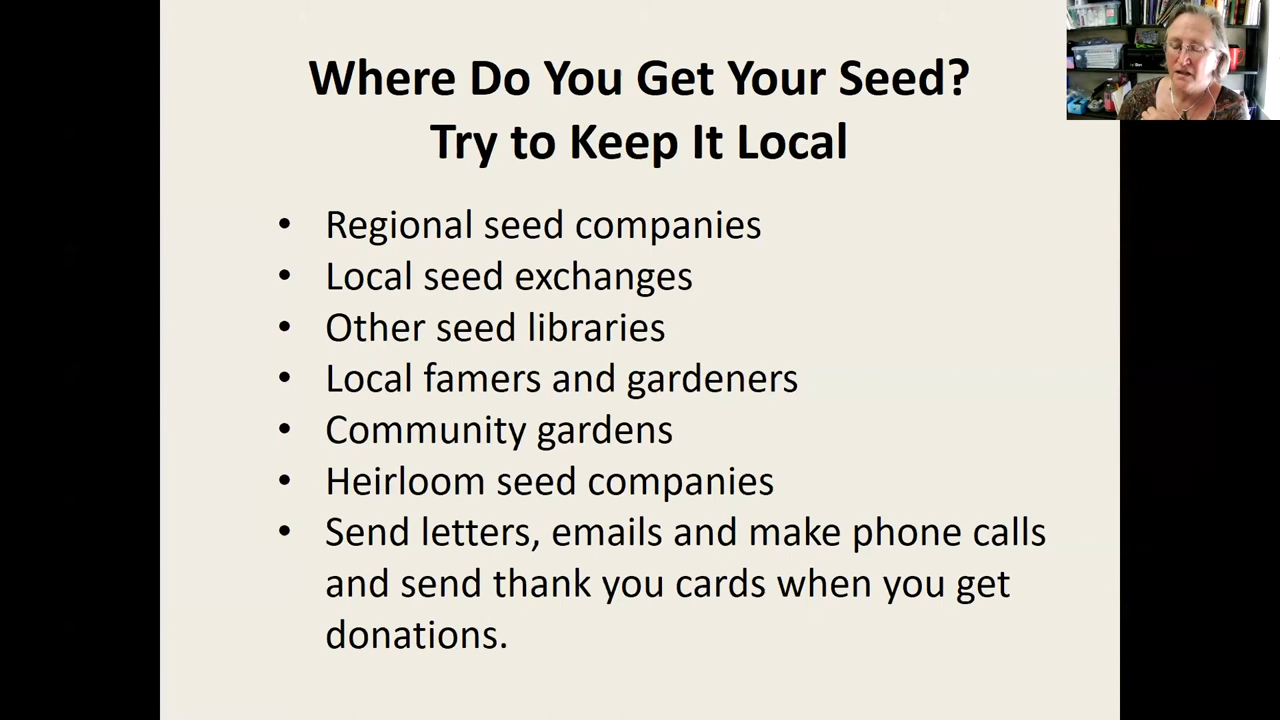 Where Do You Get Your Seed?
Try to Keep It Local
• Regional seed companies
• Local seed exchanges
• Other seed libraries
• Local famers and gardeners
• Community gardens
• Heirloom seed companies
• Send letters, emails and make phone calls
and send thank you cards when you get
donations.